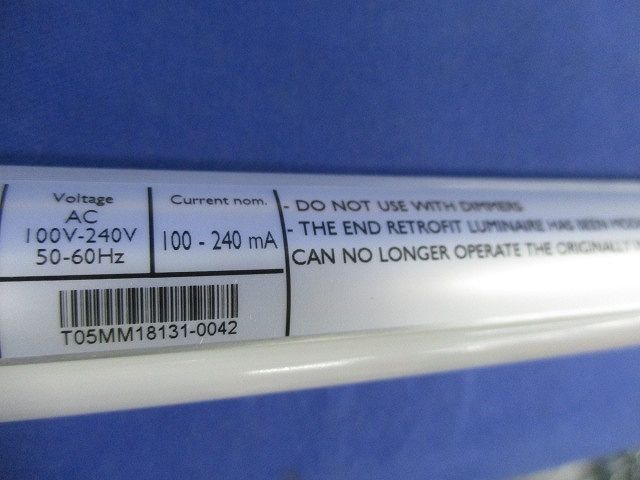 Voltage
AC
100V-240V
50-60Hz
Current nom.
100 - 240 mA
- DO NOT USE WITH DIMMERS
- THE END RETROFIT LUMINAIRE HAS BEEN
CAN NO LONGER OPERATE THE ORIGINALLY
T05MM18131-0042